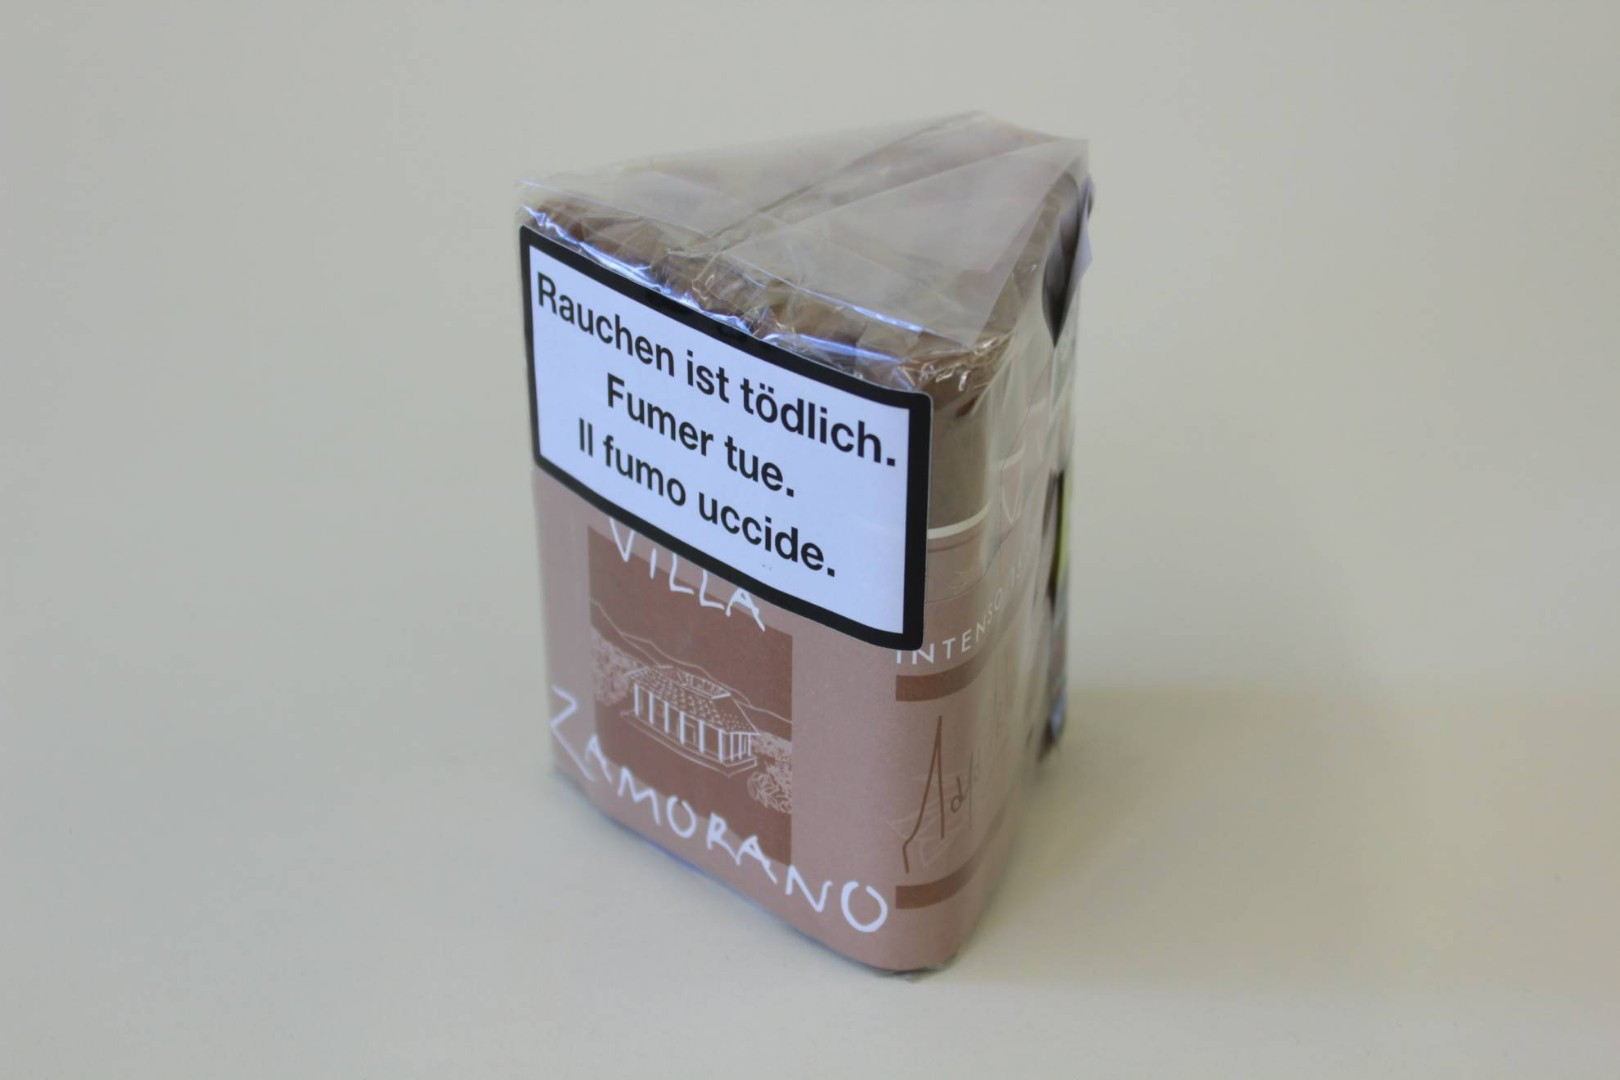 Rauchen ist tödlich.
Fumer tue.
Il fumo uccide.
VILLA
ZAMORANO
INTENSO